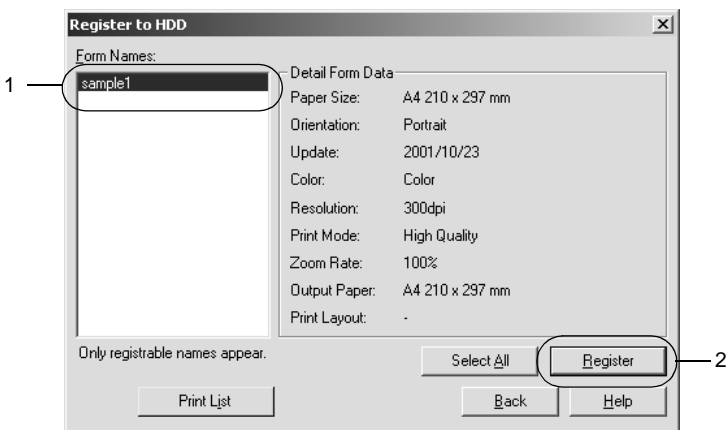 Register to HDD
Form Names:
1
sample1
Detail Form Data
Paper Size: A4 210 x 297 mm
Orientation: Portrait
Update: 2001/10/23
Color: Color
Resolution: 300dpi
Print Mode: High Quality
Zoom Rate: 100%
Output Paper: A4 210 x 297 mm
Print Layout: -
Only registrable names appear.
Select All
Register
2
Print List
Back
Help